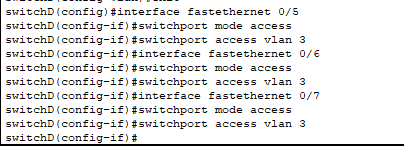 switchD(config)#interface fastethernet 0/5
switchD(config-if)#switchport mode access
switchD(config-if)#switchport access vlan 3
switchD(config-if)#interface fastethernet 0/6
switchD(config-if)#switchport mode access
switchD(config-if)#switchport access vlan 3
switchD(config-if)#interface fastethernet 0/7
switchD(config-if)#switchport mode access
switchD(config-if)#switchport access vlan 3
switchD(config-if)#